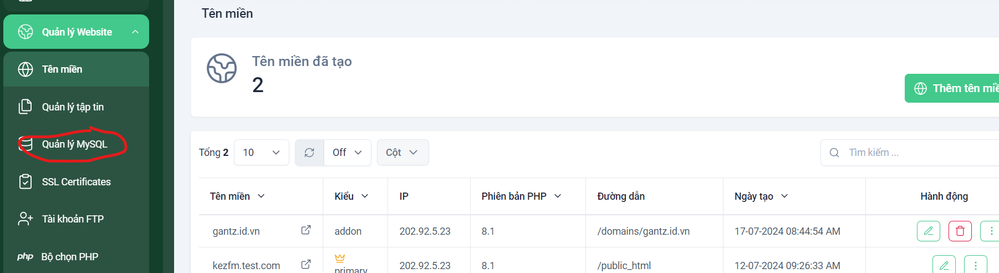 Tên miền
Quản lý Website
Tên miền
Quản lý tập tin
Quản lý MySQL
SSL Certificates
Tài khoản FTP
php Bộ chọn PHP
Tên miền đã tạo
2
Thêm tên
Tổng 2 10 Off Cột Tìm kiếm ...
Tên miền Kiểu IP Phiên bản PHP Đường dẫn Ngày tạo Hành động
gantz.id.vn addon 202.92.5.23 8.1 /domains/gantz.id.vn 17-07-2024 08:44:54 AM
kezfm.test.com primary 202.92.5.23 8.1 /public_html 12-07-2024 09:26:33 AM